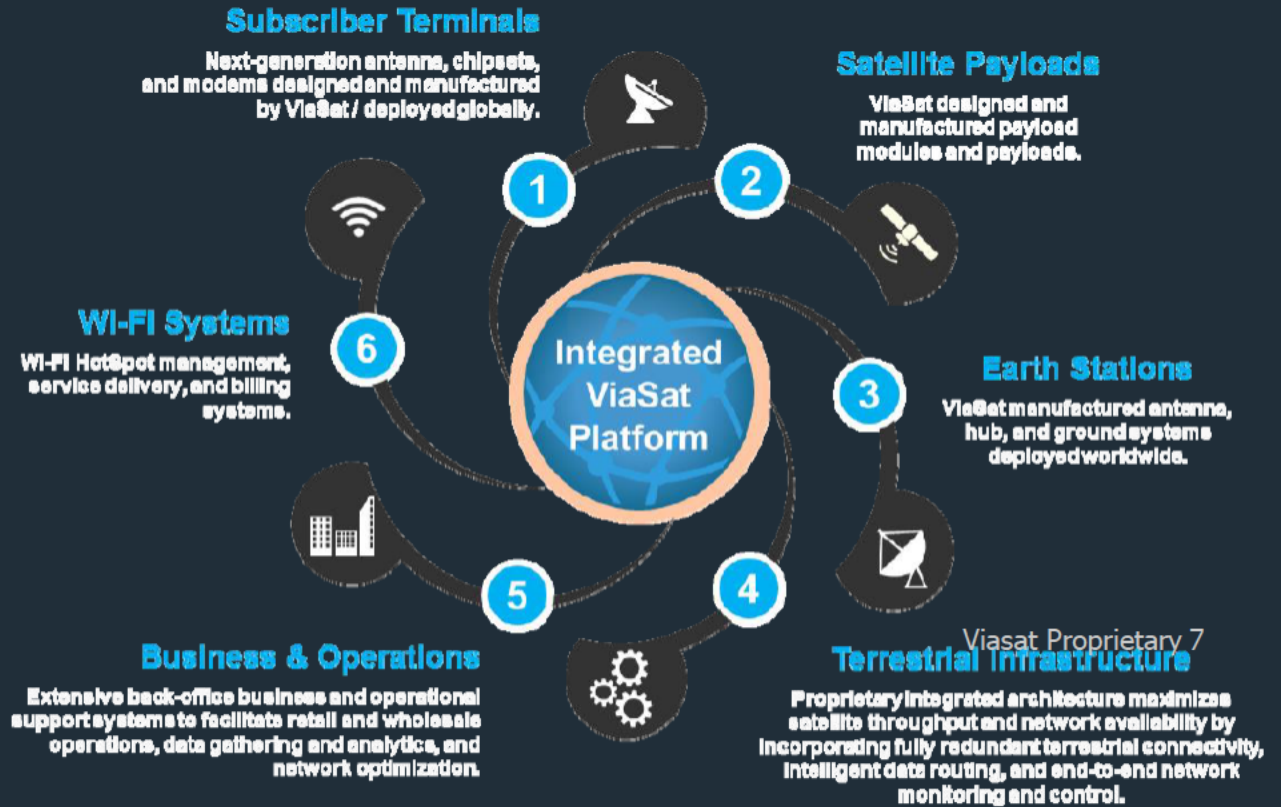 Subscriber Terminals
Next-generation antenna, chipsets,
and modems designed and manufactured
by ViaSat / deployed globally.
1
Satellite Payloads
ViaSat designed and
manufactured payload
modules and payloads.
2
Earth Stations
ViaSat manufactured antenna,
hub, and ground systems
deployed worldwide.
3
Integrated
ViaSat
Platform
Viasat Proprietary 7
Terrestrial Infrastructure
Proprietary integrated architecture maximizes
satellite throughput and network availability by
incorporating fully redundant terrestrial connectivity,
intelligent data routing, and end-to-end network
monitoring and control.
4
Business & Operations
Extensive back-office business and operational
support systems to facilitate retail and wholesale
operations, data gathering and analytics, and
network optimization.
5
Wi-Fi Systems
Wi-Fi HotSpot management,
service delivery, and billing
systems.
6